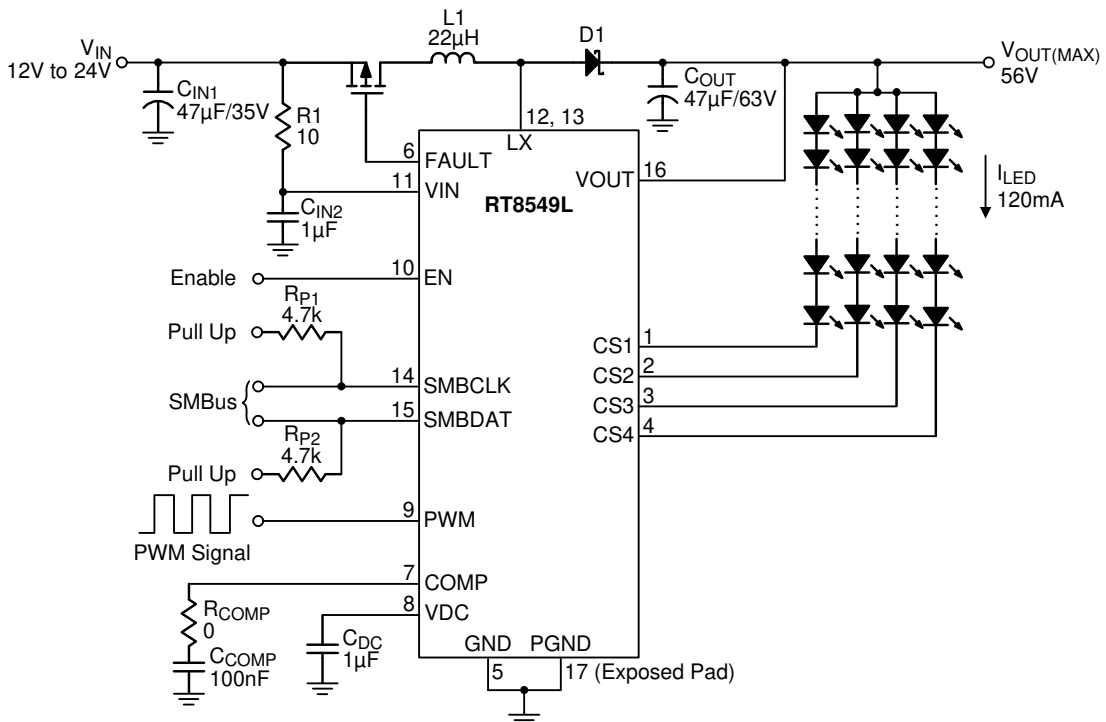 L1
22µH
D1
V_IN
12V to 24V
V_OUT(MAX)
56V
C_IN1
47µF/35V
R1
10
C_OUT
47µF/63V
12, 13
LX
6
FAULT
11
VIN
VOUT
16
RT8549L
I_LED
120mA
C_IN2
1µF
Enable
10
EN
R_P1
4.7k
Pull Up
CS1
1
CS2
2
CS3
3
CS4
4
14
SMBCLK
SMBus
15
SMBDAT
R_P2
4.7k
Pull Up
9
PWM
PWM Signal
7
COMP
8
VDC
R_COMP
0
C_COMP
100nF
C_DC
1µF
GND
PGND
5
17 (Exposed Pad)